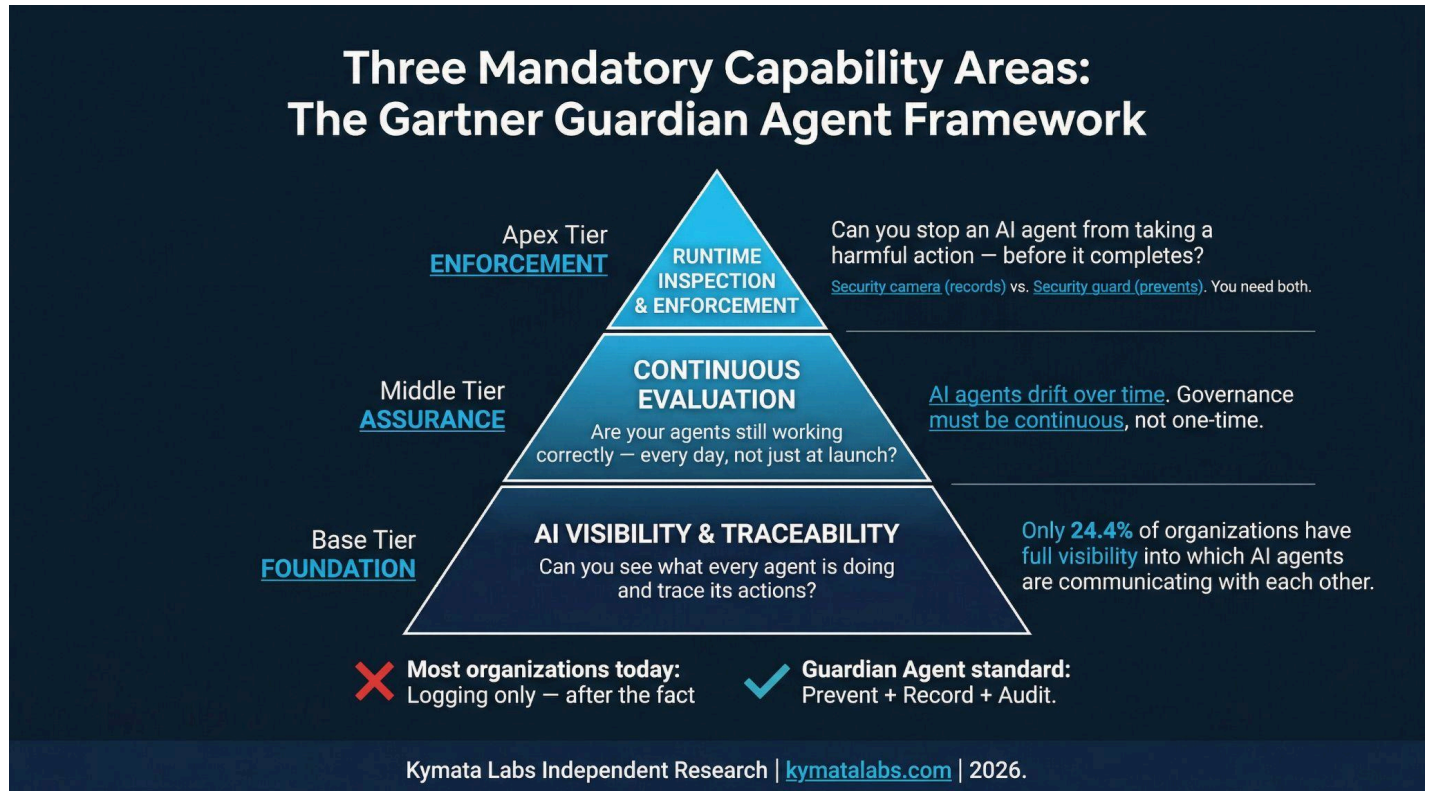 Three Mandatory Capability Areas:
The Gartner Guardian Agent Framework
Apex Tier
ENFORCEMENT
RUNTIME
INSPECTION
& ENFORCEMENT
Can you stop an AI agent from taking a
harmful action — before it completes?
Security camera (records) vs. Security guard (prevents). You need both.
Middle Tier
ASSURANCE
CONTINUOUS
EVALUATION
Are your agents still working
correctly — every day, not just at launch?
AI agents drift over time. Governance
must be continuous, not one-time.
Base Tier
FOUNDATION
AI VISIBILITY & TRACEABILITY
Can you see what every agent is doing
and trace its actions?
Only 24.4% of organizations have
full visibility into which AI agents
are communicating with each other.
Most organizations today:
Logging only — after the fact
Guardian Agent standard:
Prevent + Record + Audit.
Kymata Labs Independent Research | kymatalabs.com | 2026.